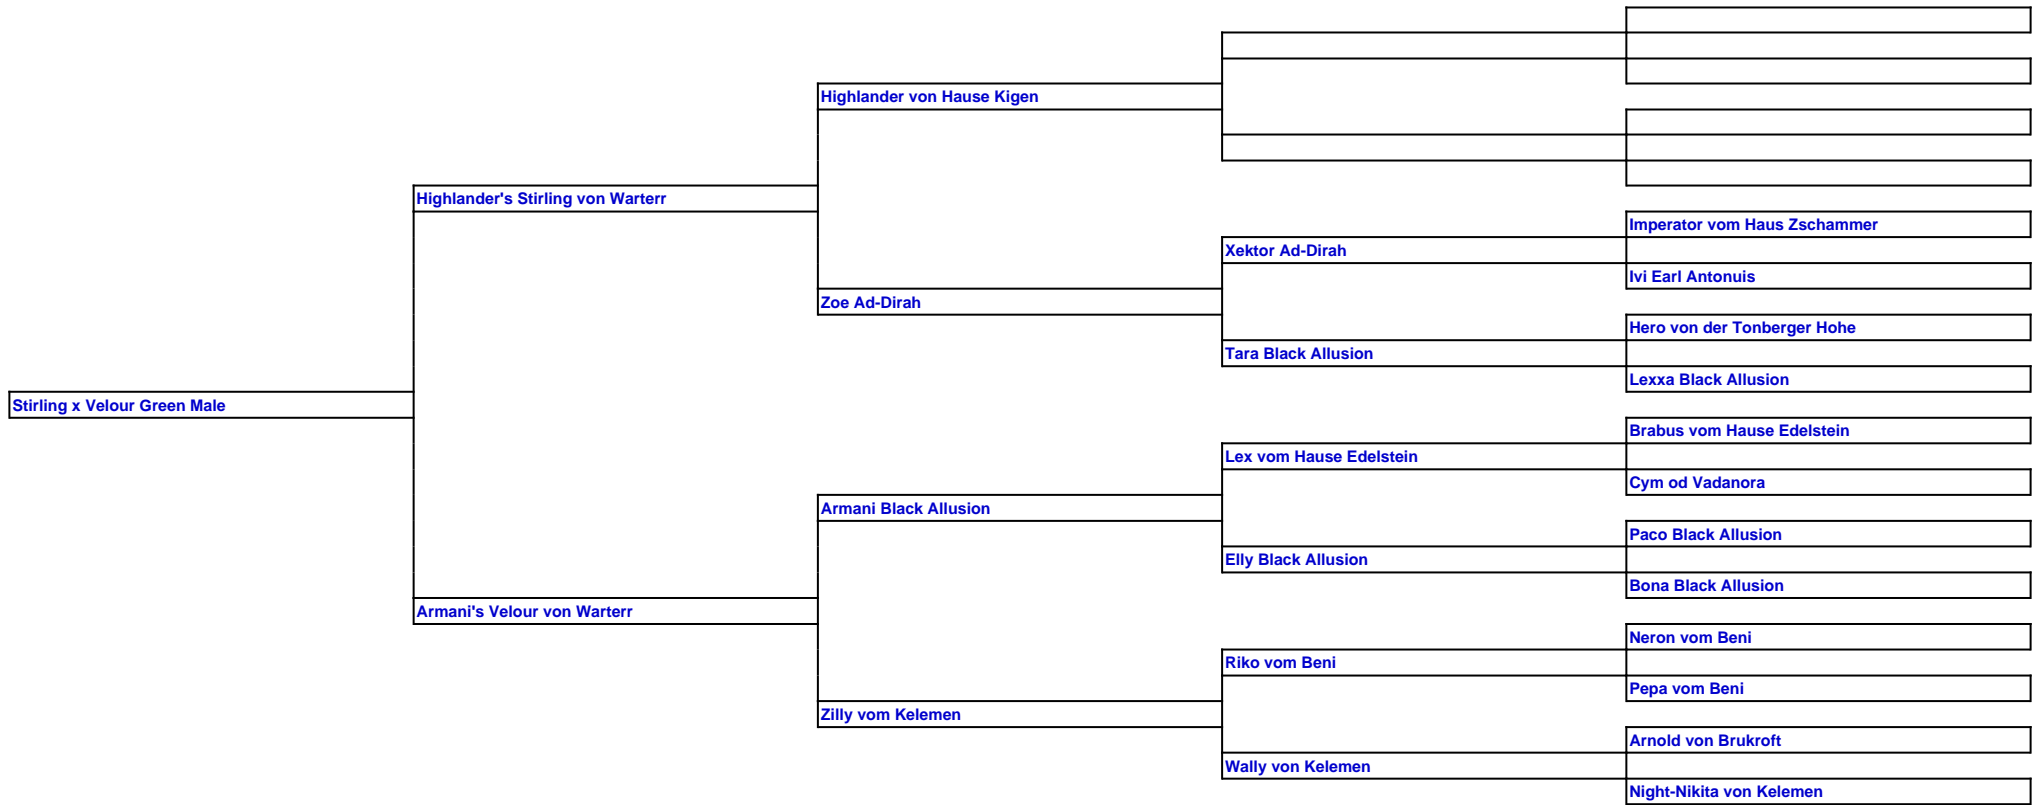 Highlander von Hause Kigen
Highlander's Stirling von Warterr
Imperator vom Haus Zschammer
Xektor Ad-Dirah
Ivi Earl Antonuis
Zoe Ad-Dirah
Hero von der Tonberger Hohe
Tara Black Allusion
Lexxa Black Allusion
Stirling x Velour Green Male
Brabus vom Hause Edelstein
Lex vom Hause Edelstein
Cym od Vadanora
Armani Black Allusion
Paco Black Allusion
Elly Black Allusion
Bona Black Allusion
Armani's Velour von Warterr
Neron vom Beni
Riko vom Beni
Pepa vom Beni
Zilly vom Kelemen
Arnold von Brukroft
Wally von Kelemen
Night-Nikita von Kelemen